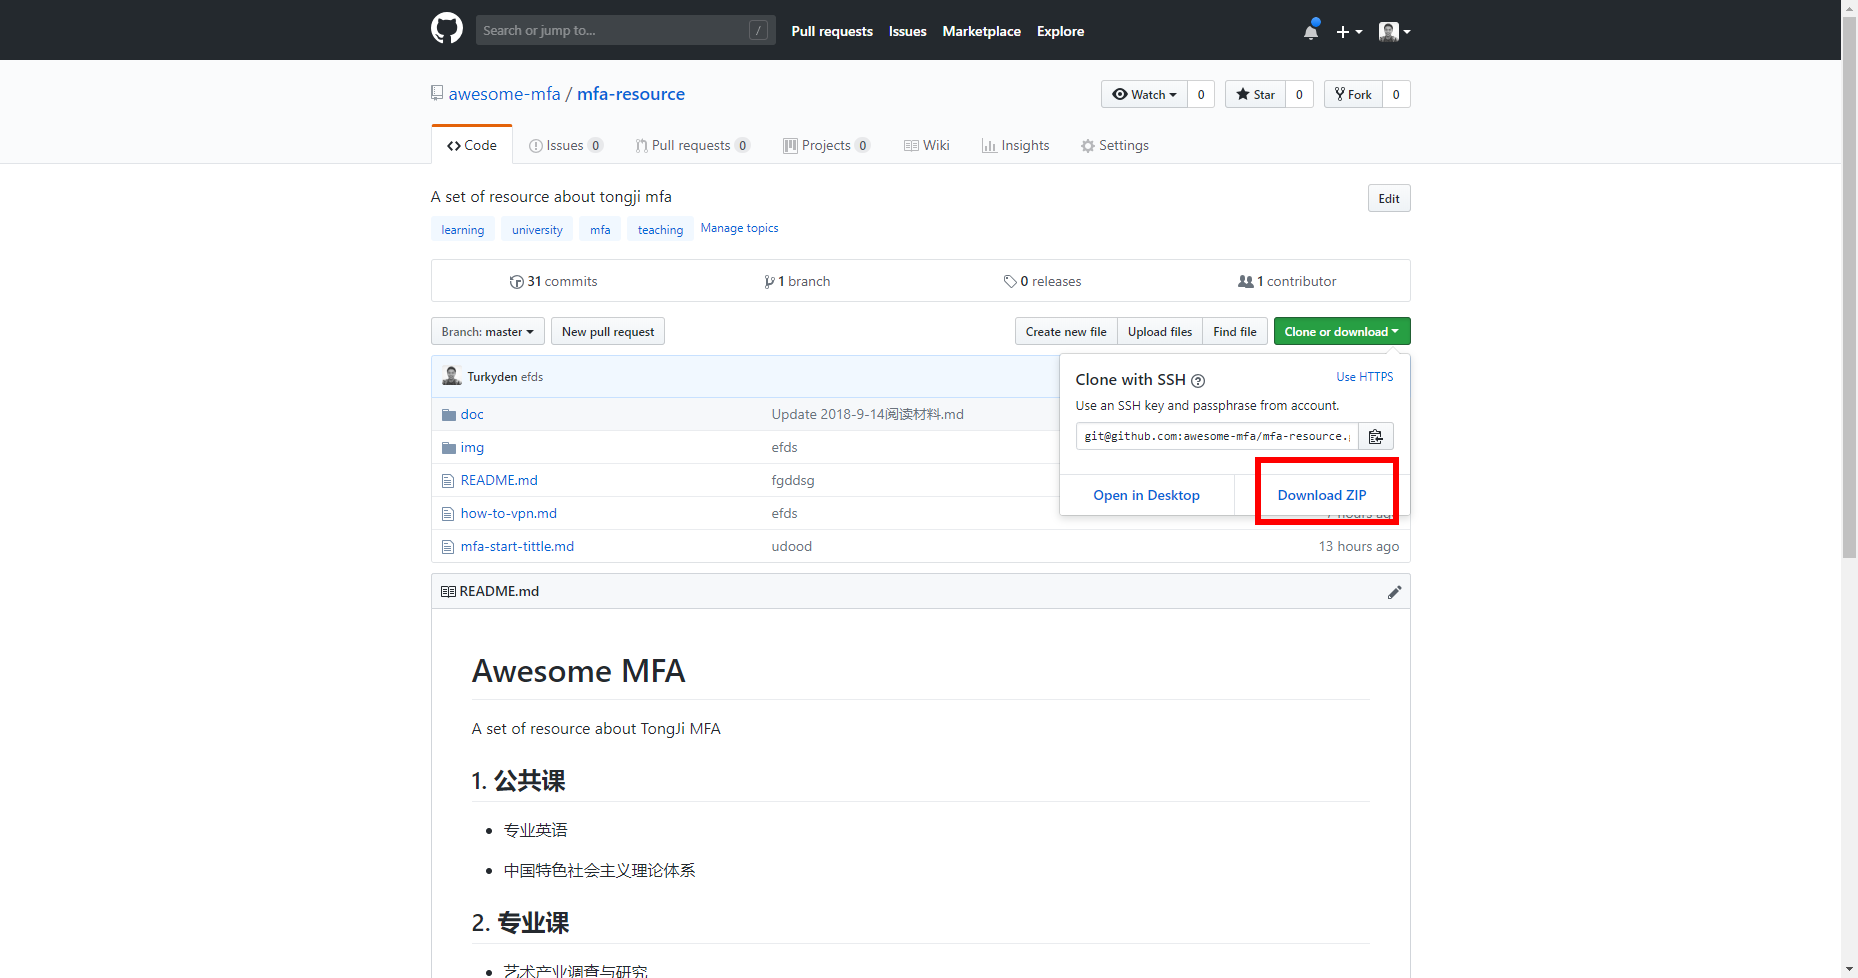 Search or jump to... /
Pull requests Issues Marketplace Explore
awesome-mfa / mfa-resource
Watch 0 Star 0 Fork 0
Code Issues 0 Pull requests 0 Projects 0 Wiki Insights Settings
A set of resource about tongji mfa
Edit
learning university mfa teaching Manage topics
31 commits 1 branch 0 releases 1 contributor
Branch: master New pull request Create new file Upload files Find file Clone or download
Turkyden efds
Clone with SSH ? Use HTTPS
Use an SSH key and passphrase from account.
git@github.com:awesome-mfa/mfa-resource.
Open in Desktop Download ZIP
doc Update 2018-9-14阅读材料.md
img efds
README.md fgddsg
how-to-vpn.md efds 7 hours ago
mfa-start-tittle.md udood 13 hours ago
README.md
Awesome MFA
A set of resource about TongJi MFA
1. 公共课
• 专业英语
• 中国特色社会主义理论体系
2. 专业课
• 艺术产业调查与研究